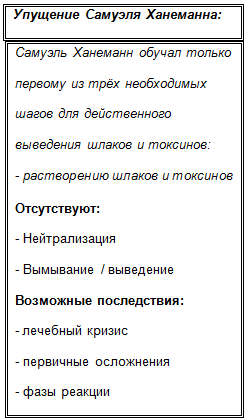 Упущение Самуэля Ханеманна:
Самуэль Ханеманн обучал только
первому из трёх необходимых
шагов для действенного
выведения шлаков и токсинов:
- растворению шлаков и токсинов
Отсутствуют:
- Нейтрализация
- Вымывание / выведение
Возможные последствия:
- лечебный кризис
- первичные осложнения
- фазы реакции